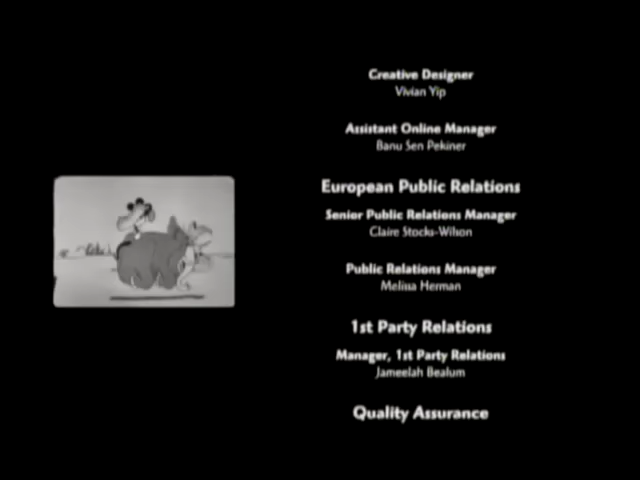 Creative Designer
Vivian Yip
Assistant Online Manager
Banu Sen Pekiner
European Public Relations
Senior Public Relations Manager
Claire Stocks-Wilson
Public Relations Manager
Melissa Herman
1st Party Relations
Manager, 1st Party Relations
Jameelah Bealum
Quality Assurance